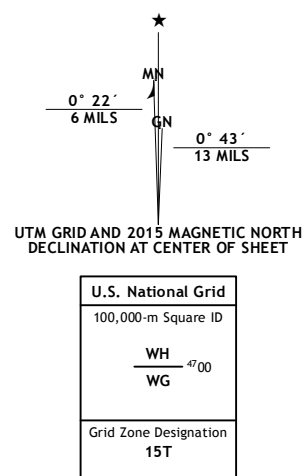 ★
MN
0° 22´
6 MILS
GN
0° 43´
13 MILS
UTM GRID AND 2015 MAGNETIC NORTH
DECLINATION AT CENTER OF SHEET
U.S. National Grid
100,000-m Square ID
WH
4700
WG
Grid Zone Designation
15T